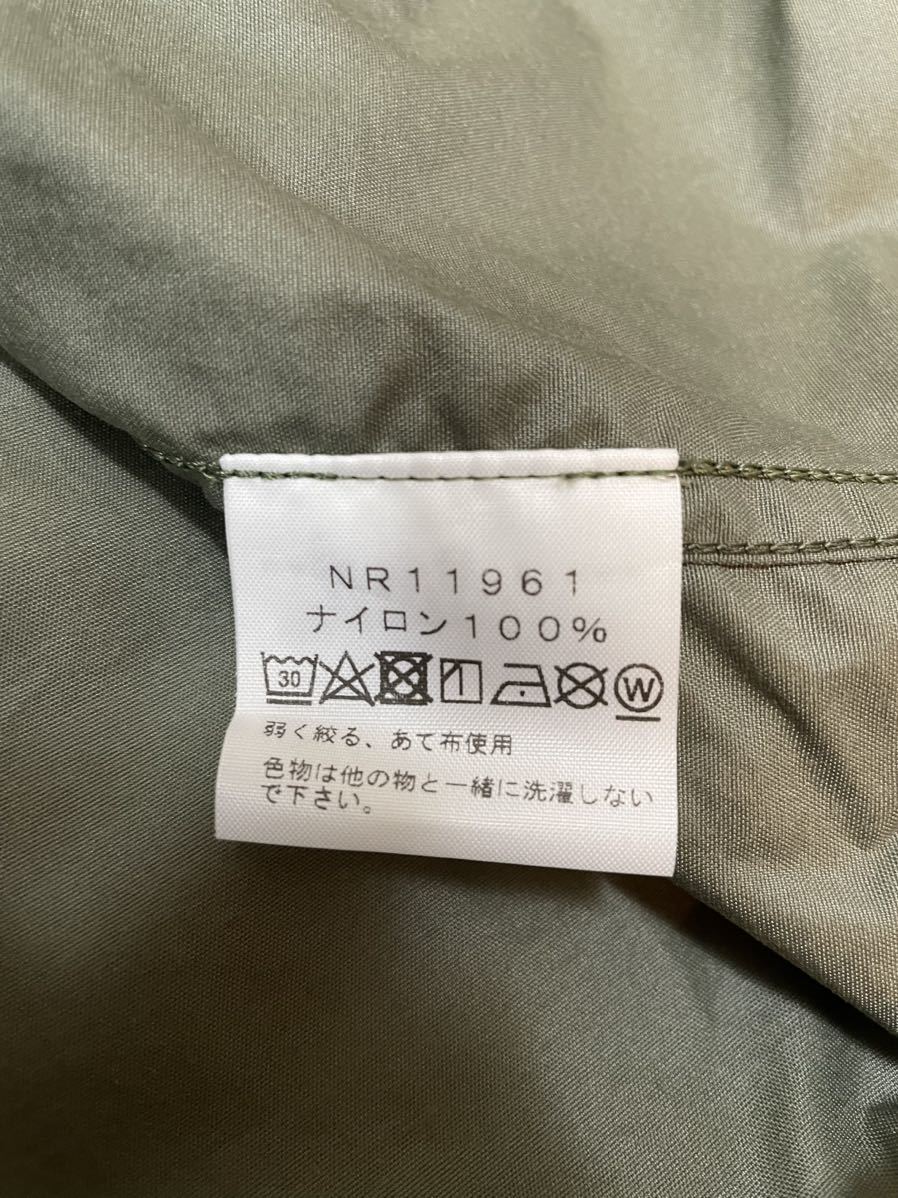 NR11961
ナイロン100%
30 W
弱く絞る、あて布使用
色物は他の物と一緒に洗濯しない
で下さい。